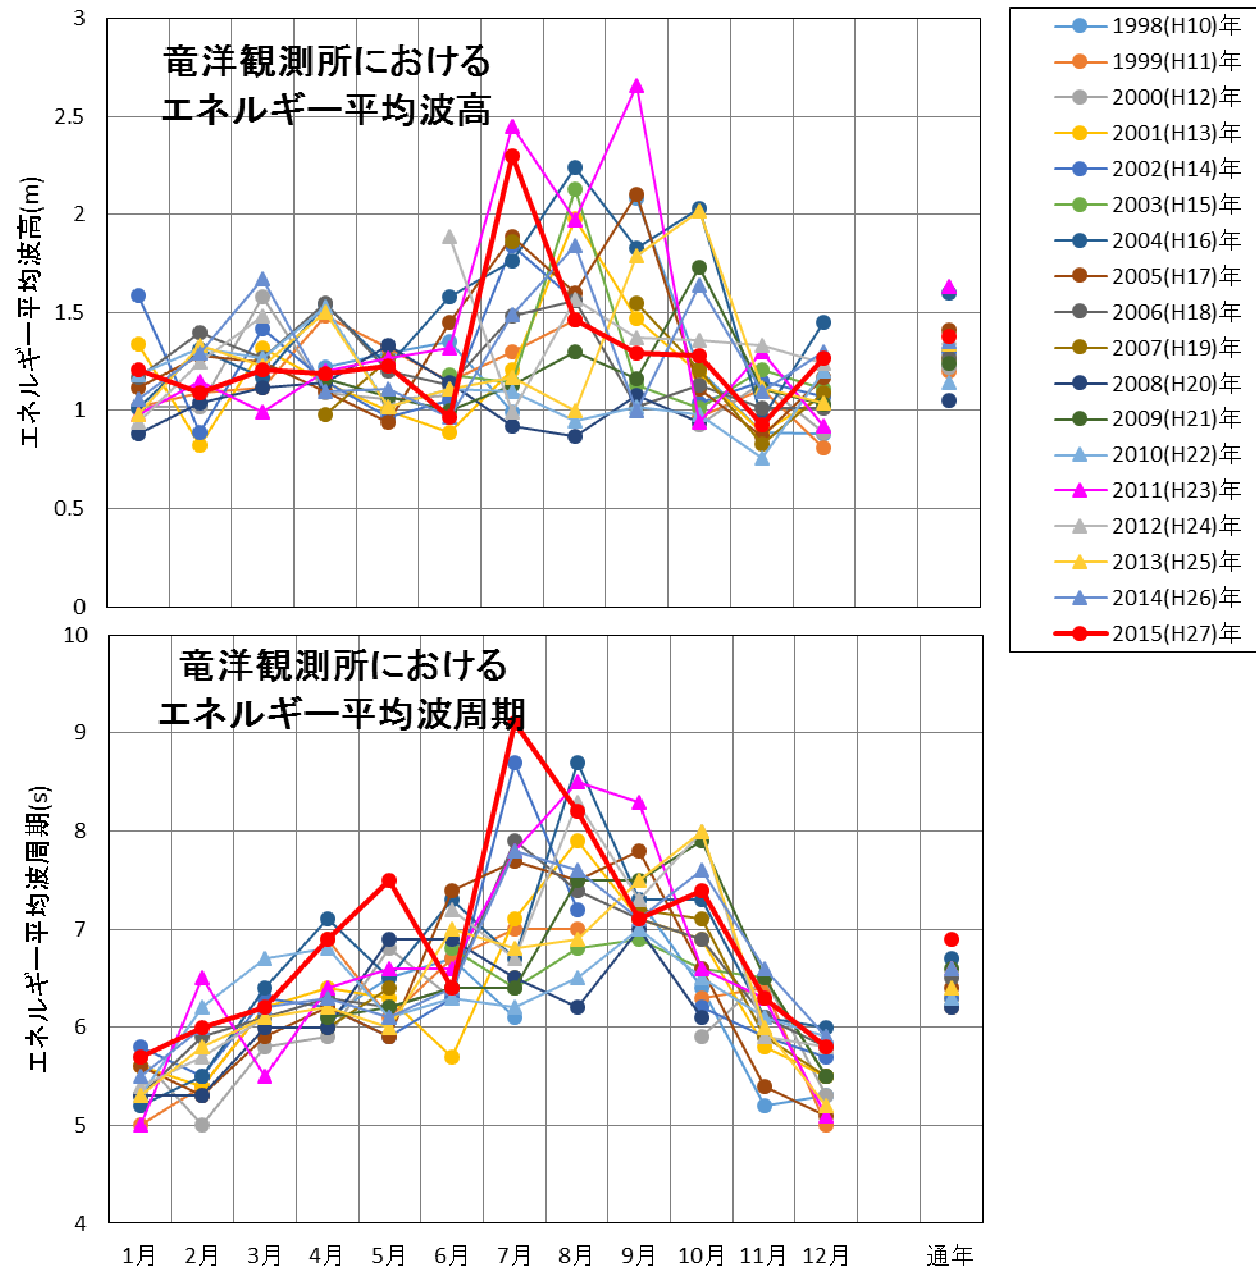 竜洋観測所における
エネルギー平均波高
エネルギー平均波高(m)
3
2.5
2
1.5
1
0.5
0
1998(H10)年
1999(H11)年
2000(H12)年
2001(H13)年
2002(H14)年
2003(H15)年
2004(H16)年
2005(H17)年
2006(H18)年
2007(H19)年
2008(H20)年
2009(H21)年
2010(H22)年
2011(H23)年
2012(H24)年
2013(H25)年
2014(H26)年
2015(H27)年
竜洋観測所における
エネルギー平均波周期
エネルギー平均波周期(s)
10
9
8
7
6
5
4
1月 2月 3月 4月 5月 6月 7月 8月 9月 10月 11月 12月 通年